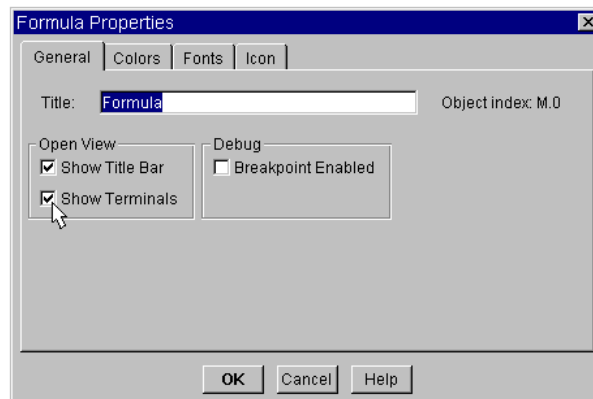 Formula Properties
General Colors Fonts Icon
Title: Formula Object index: M.0
Open View Debug
Show Title Bar Breakpoint Enabled
Show Terminals
OK Cancel Help